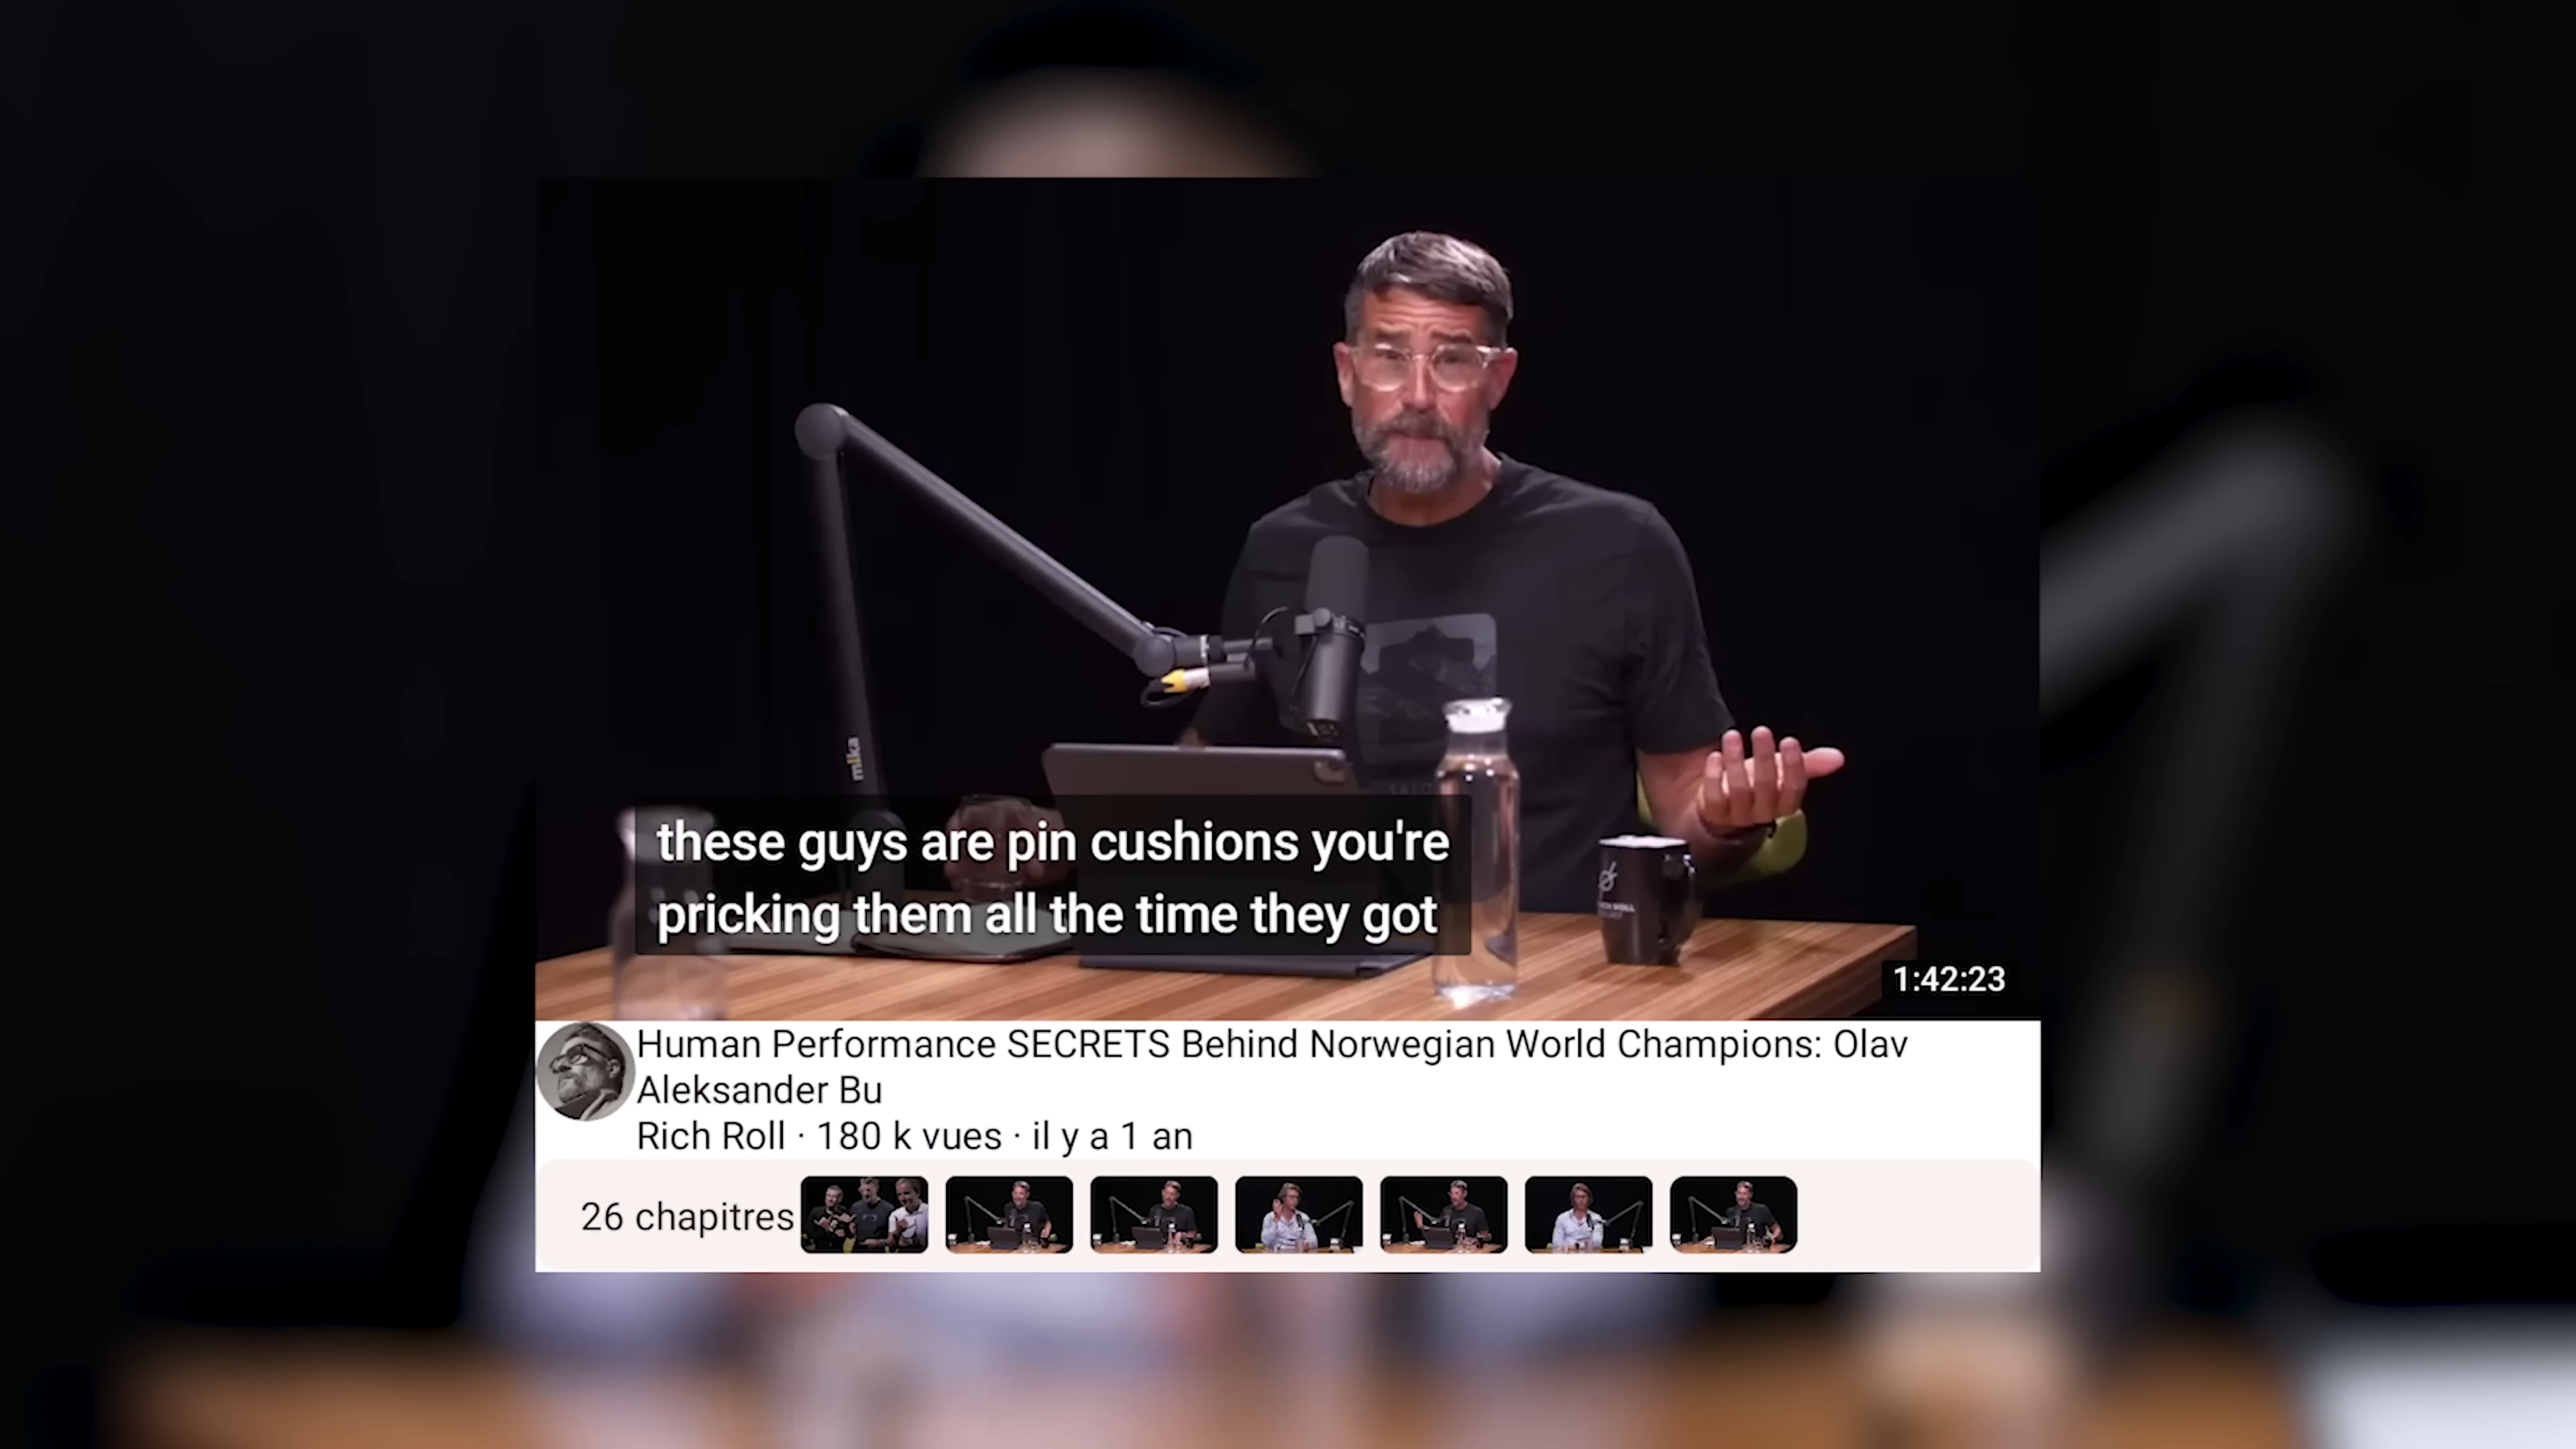 mika
these guys are pin cushions you're
pricking them all the time they got
1:42:23
Human Performance SECRETS Behind Norwegian World Champions: Olav
Aleksander Bu
Rich Roll · 180 k vues · il y a 1 an
26 chapitres